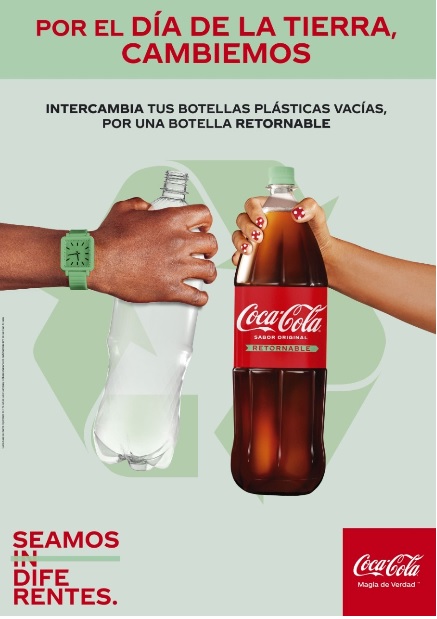 POR EL DÍA DE LA TIERRA,
CAMBIEMOS
INTERCAMBIA TUS BOTELLAS PLÁSTICAS VACÍAS,
POR UNA BOTELLA RETORNABLE
Coca-Cola
SABOR ORIGINAL
RETORNABLE
SEAMOS
IN
DIFE
RENTES.
Coca-Cola
Magia de Verdad